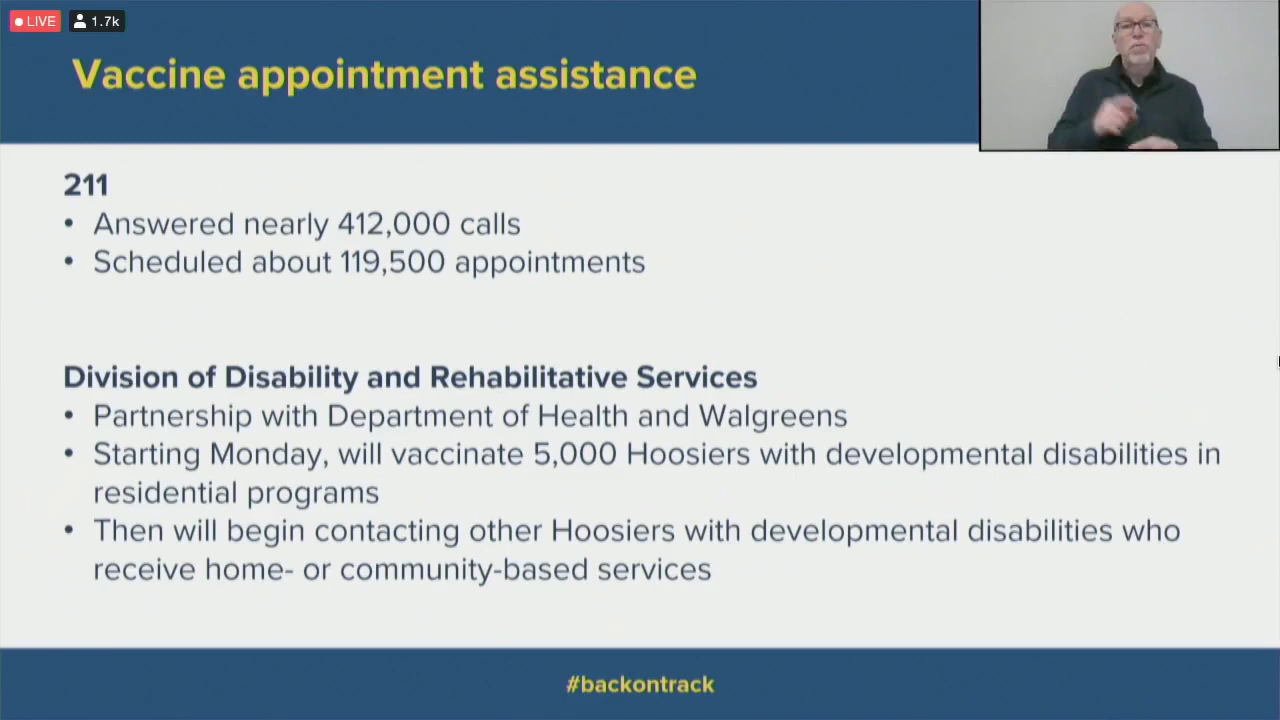 LIVE 1.7k
Vaccine appointment assistance
211
• Answered nearly 412,000 calls
• Scheduled about 119,500 appointments
Division of Disability and Rehabilitative Services
• Partnership with Department of Health and Walgreens
• Starting Monday, will vaccinate 5,000 Hoosiers with developmental disabilities in
residential programs
• Then will begin contacting other Hoosiers with developmental disabilities who
receive home- or community-based services
#backontrack